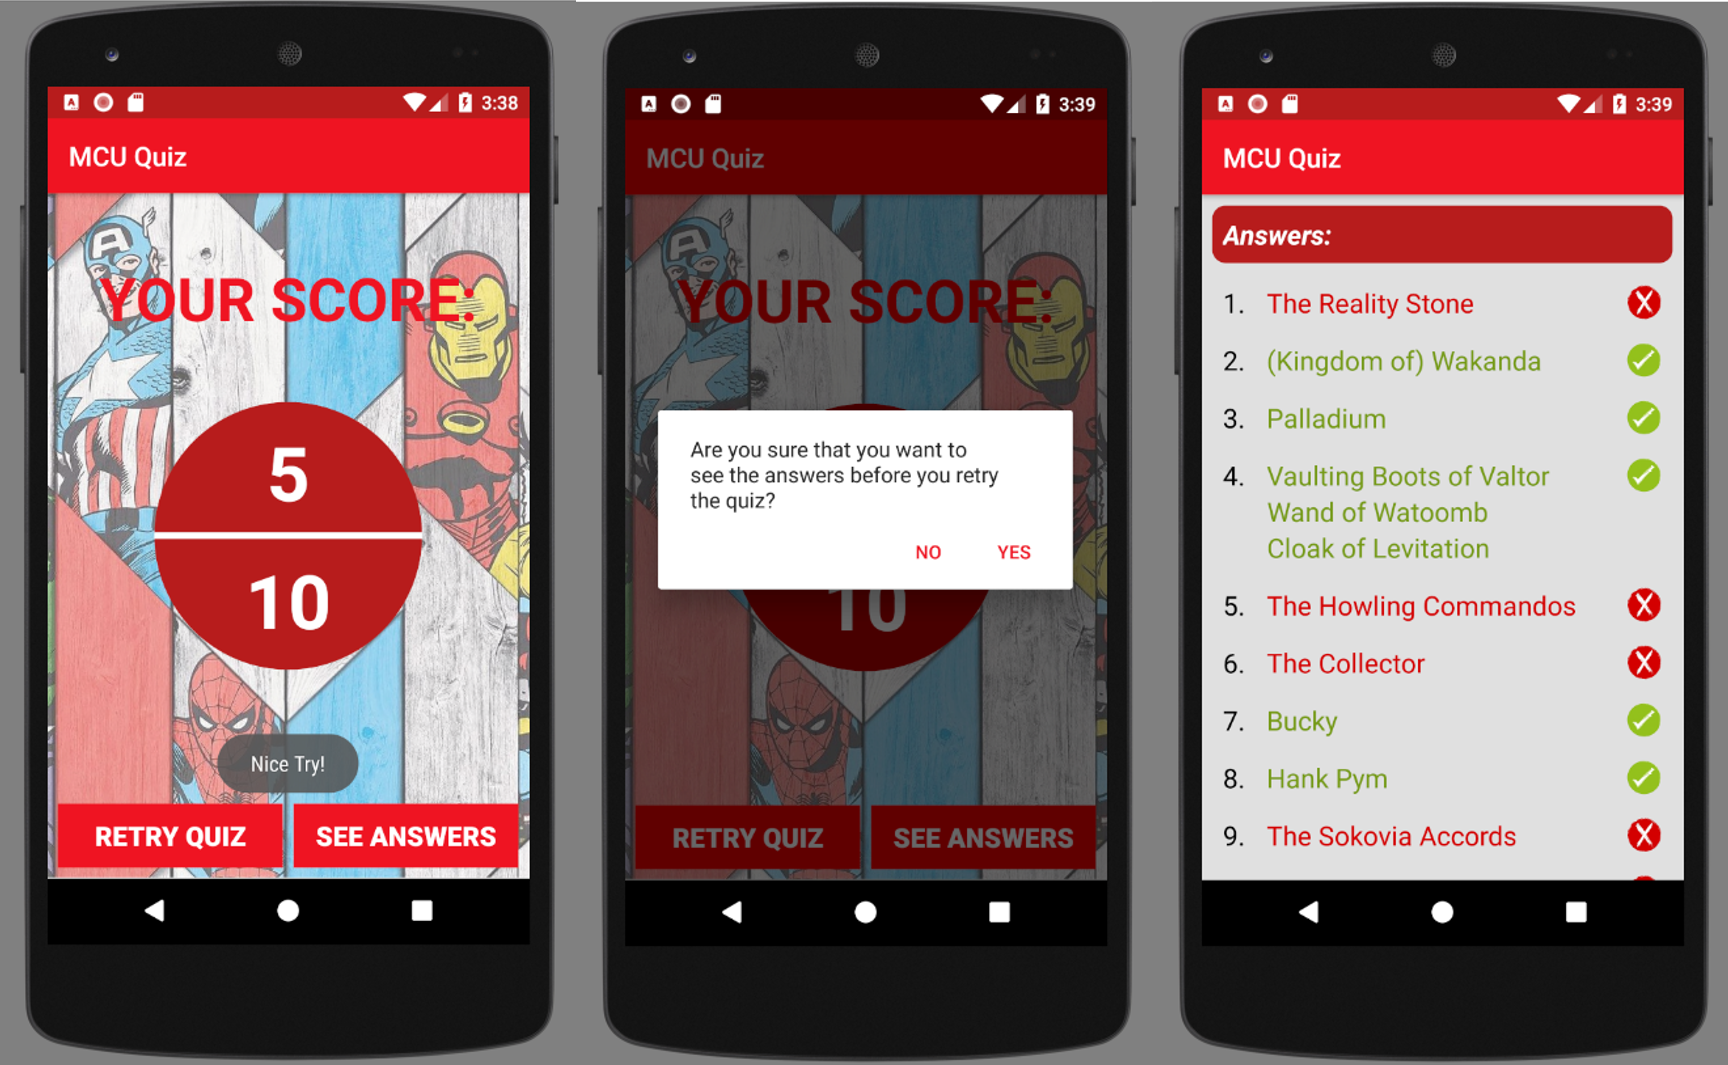 3:38
MCU Quiz
YOUR SCORE:
5
10
Nice Try!
RETRY QUIZ
SEE ANSWERS
3:39
MCU Quiz
YOUR SCORE:
Are you sure that you want to
see the answers before you retry
the quiz?
NO
YES
10
RETRY QUIZ
SEE ANSWERS
3:39
MCU Quiz
Answers:
1. The Reality Stone
2. (Kingdom of) Wakanda
3. Palladium
4. Vaulting Boots of Valtor
Wand of Watoomb
Cloak of Levitation
5. The Howling Commandos
6. The Collector
7. Bucky
8. Hank Pym
9. The Sokovia Accords